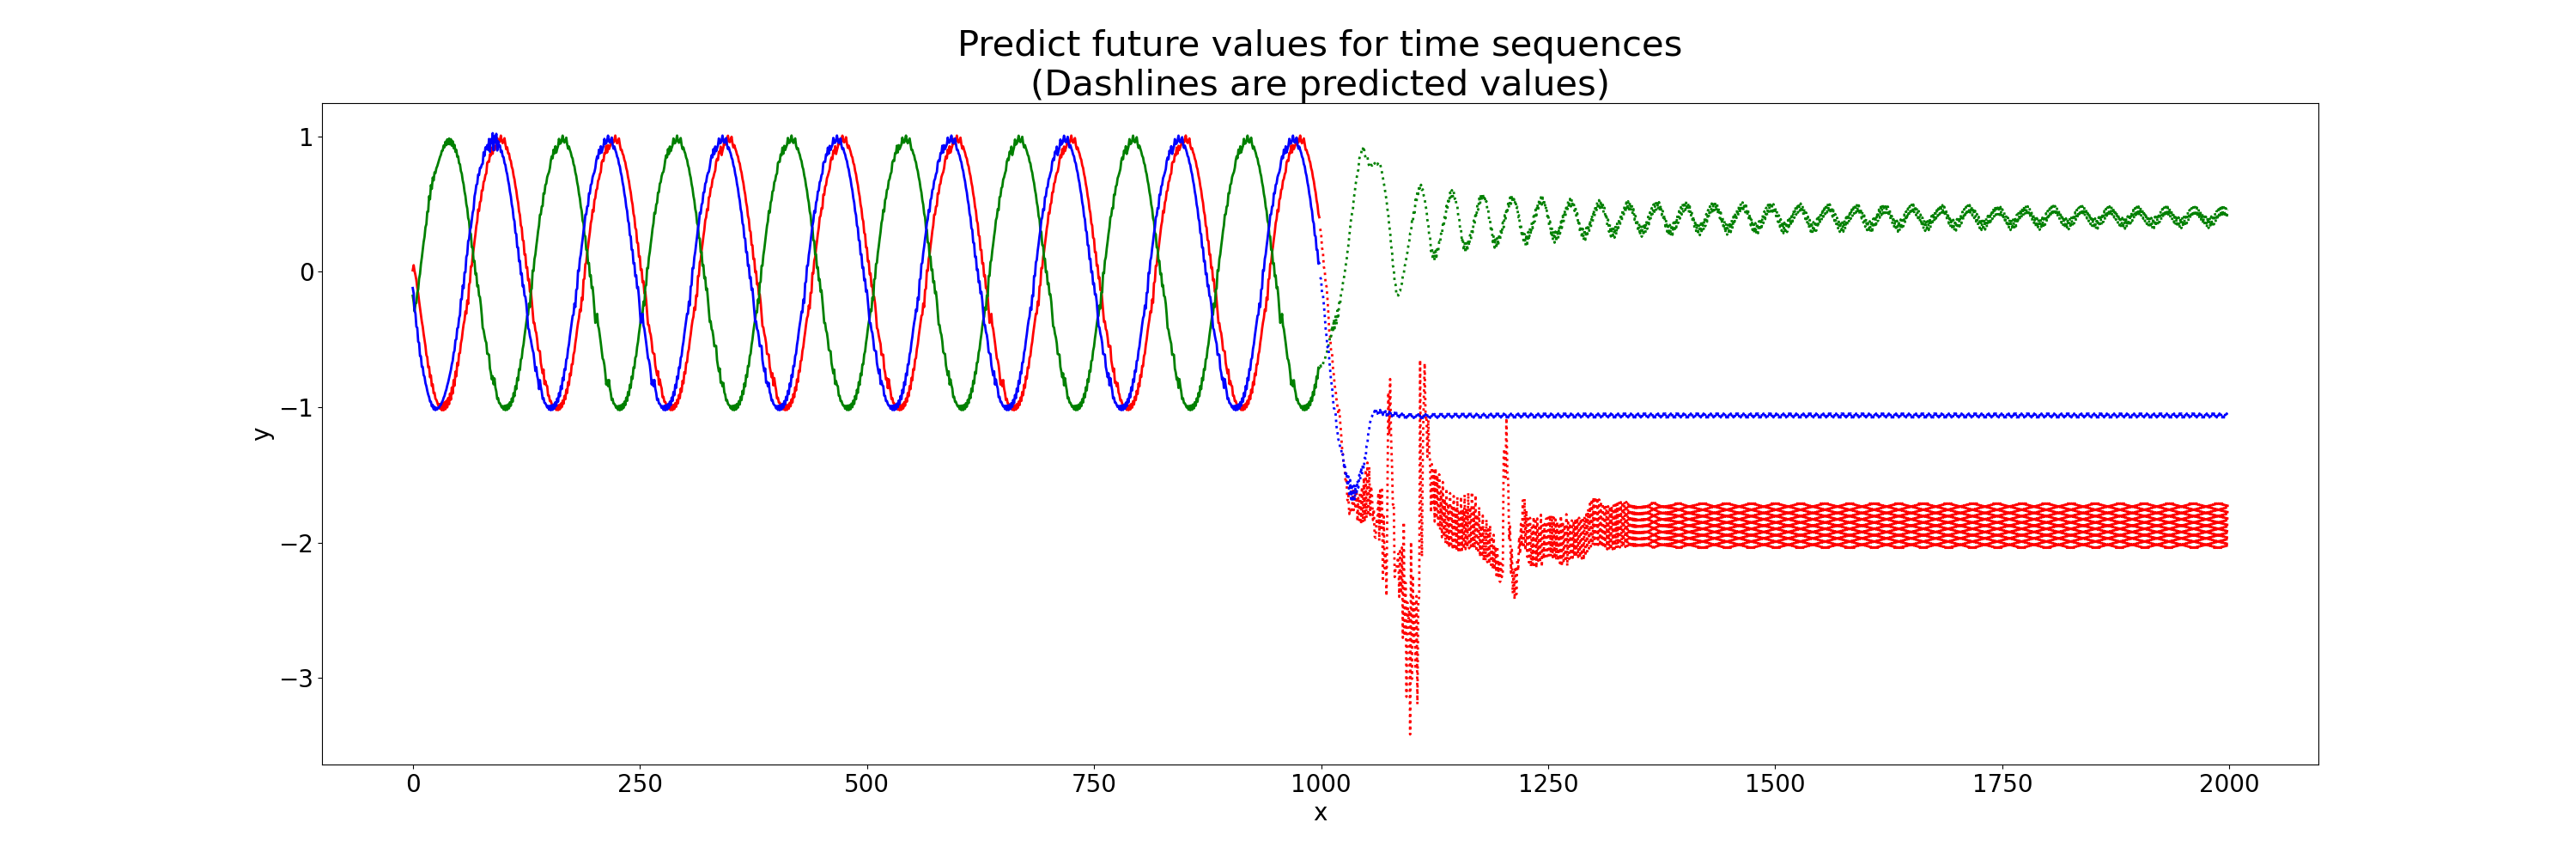 Predict future values for time sequences
(Dashlines are predicted values)
1
0
−1
−2
−3
y
0 250 500 750 1000 1250 1500 1750 2000
x